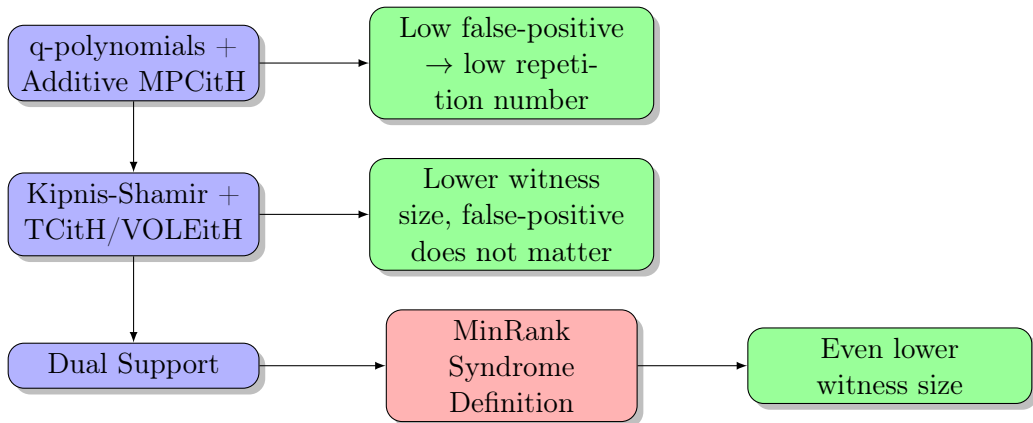 q-polynomials +
Additive MPCitH
Low false-positive
→ low repeti-
tion number
Kipnis-Shamir +
TCitH/VOLEitH
Lower witness
size, false-positive
does not matter
Dual Support
MinRank
Syndrome
Definition
Even lower
witness size